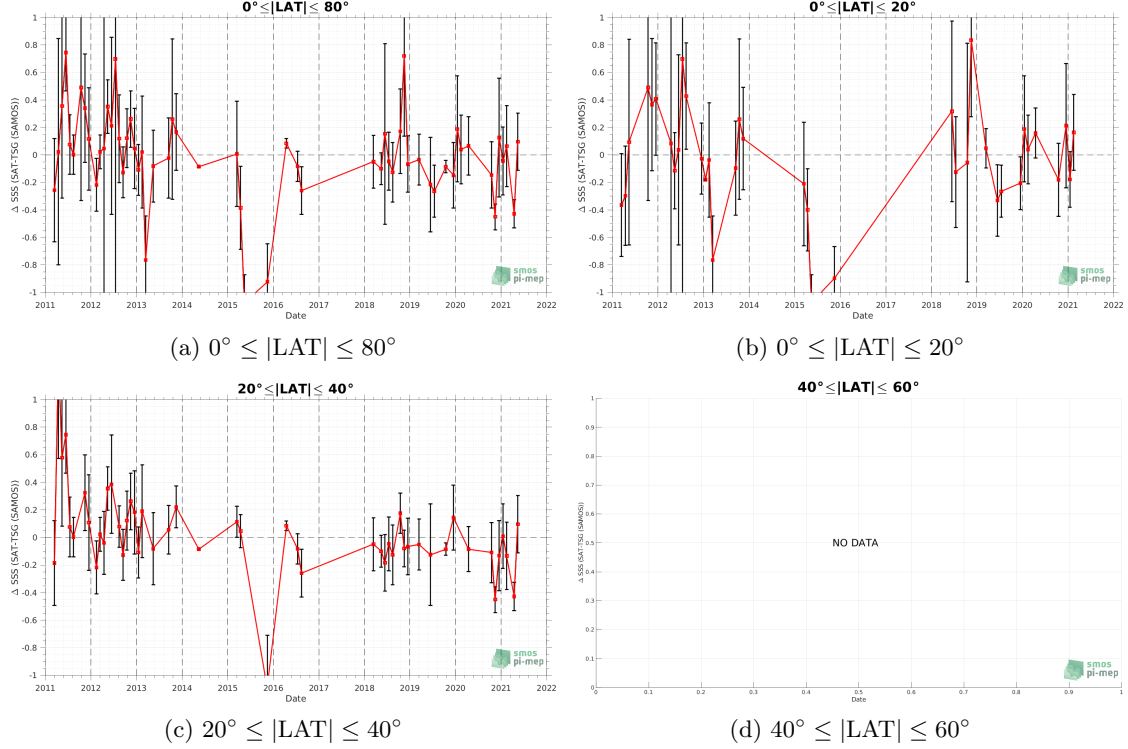 0°≤|LAT|≤ 80°
Δ SSS (SAT-TSG (SAMOS))
1
0.8
0.6
0.4
0.2
0
-0.2
-0.4
-0.6
-0.8
-1
2011 2012 2013 2014 2015 2016 2017 2018 2019 2020 2021 2022
Date
smos
pi-mep
(a) 0° ≤ |LAT| ≤ 80°
0°≤|LAT|≤ 20°
Δ SSS (SAT-TSG (SAMOS))
1
0.8
0.6
0.4
0.2
0
-0.2
-0.4
-0.6
-0.8
-1
2011 2012 2013 2014 2015 2016 2017 2018 2019 2020 2021 2022
Date
smos
pi-mep
(b) 0° ≤ |LAT| ≤ 20°
20°≤|LAT|≤ 40°
Δ SSS (SAT-TSG (SAMOS))
1
0.8
0.6
0.4
0.2
0
-0.2
-0.4
-0.6
-0.8
-1
2011 2012 2013 2014 2015 2016 2017 2018 2019 2020 2021 2022
Date
smos
pi-mep
(c) 20° ≤ |LAT| ≤ 40°
40°≤|LAT|≤ 60°
Δ SSS (SAT-TSG (SAMOS))
1
0.9
0.8
0.7
0.6
0.5
0.4
0.3
0.2
0.1
0
NO DATA
0 0.1 0.2 0.3 0.4 0.5 0.6 0.7 0.8 0.9 1
Date
smos
pi-mep
(d) 40° ≤ |LAT| ≤ 60°